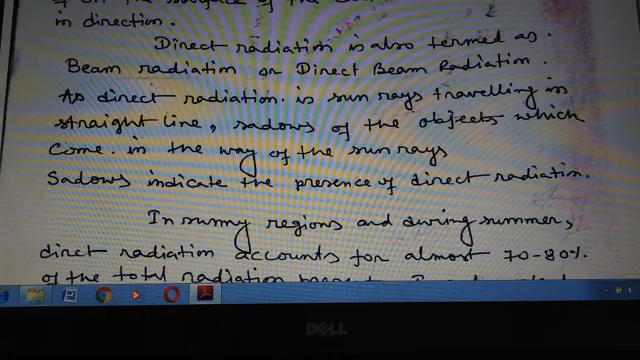 of the
in direction.
Direct radiation is also termed as.
Beam radiation or Direct Beam Radiation.
As direct radiation. is sun rays travelling in
straight line, sadows of the objects which
Come. in the way of the sun rays
Sadows indicate the presence of direct radiation.
In sunny regions and during summer,
dirct radiation accounts for almost 70-80%.
of the total radiation
DELL